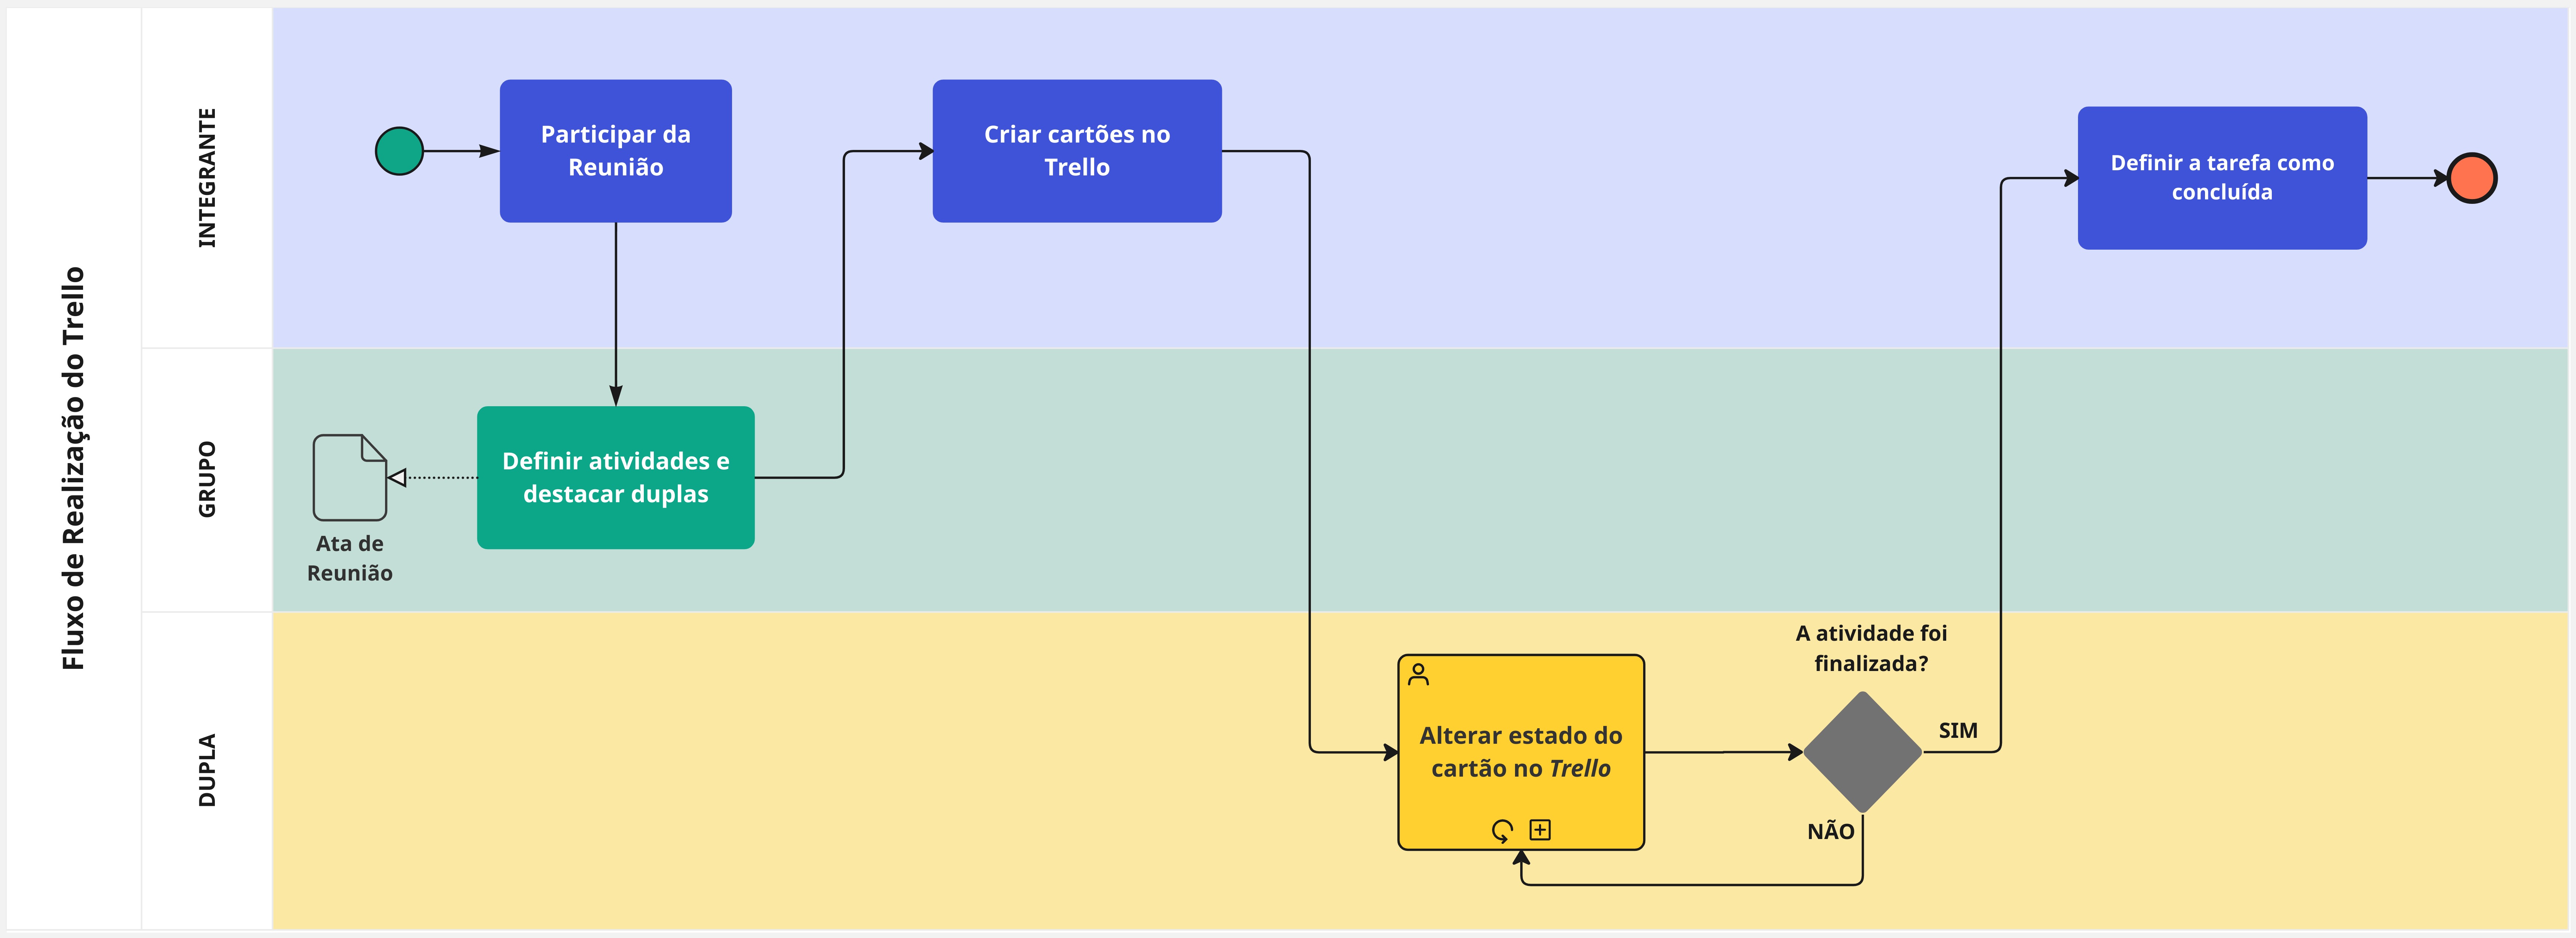 Fluxo de Realização do Trello
INTEGRANTE
Participar da
Reunião
Criar cartões no
Trello
Definir a tarefa como
concluída
GRUPO
Ata de
Reunião
Definir atividades e
destacar duplas
DUPLA
Alterar estado do
cartão no Trello
A atividade foi
finalizada?
SIM
NÃO